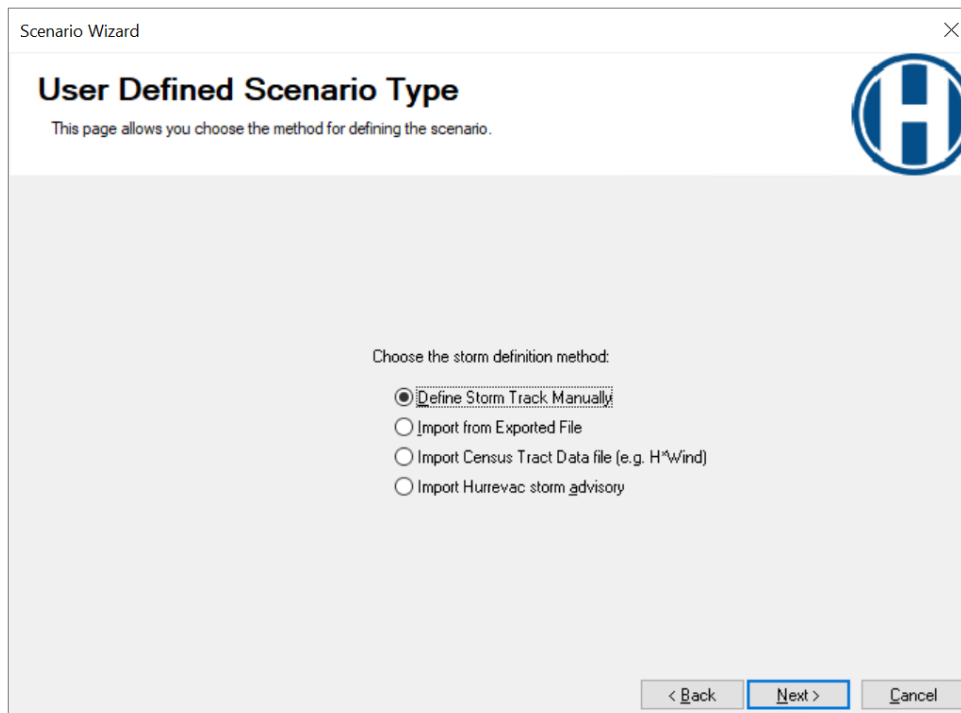 Scenario Wizard
User Defined Scenario Type
This page allows you choose the method for defining the scenario.
H
Choose the storm definition method:
Define Storm Track Manually
Import from Exported File
Import Census Tract Data file (e.g. H*Wind)
Import Hurrevac storm advisory
< Back Next > Cancel